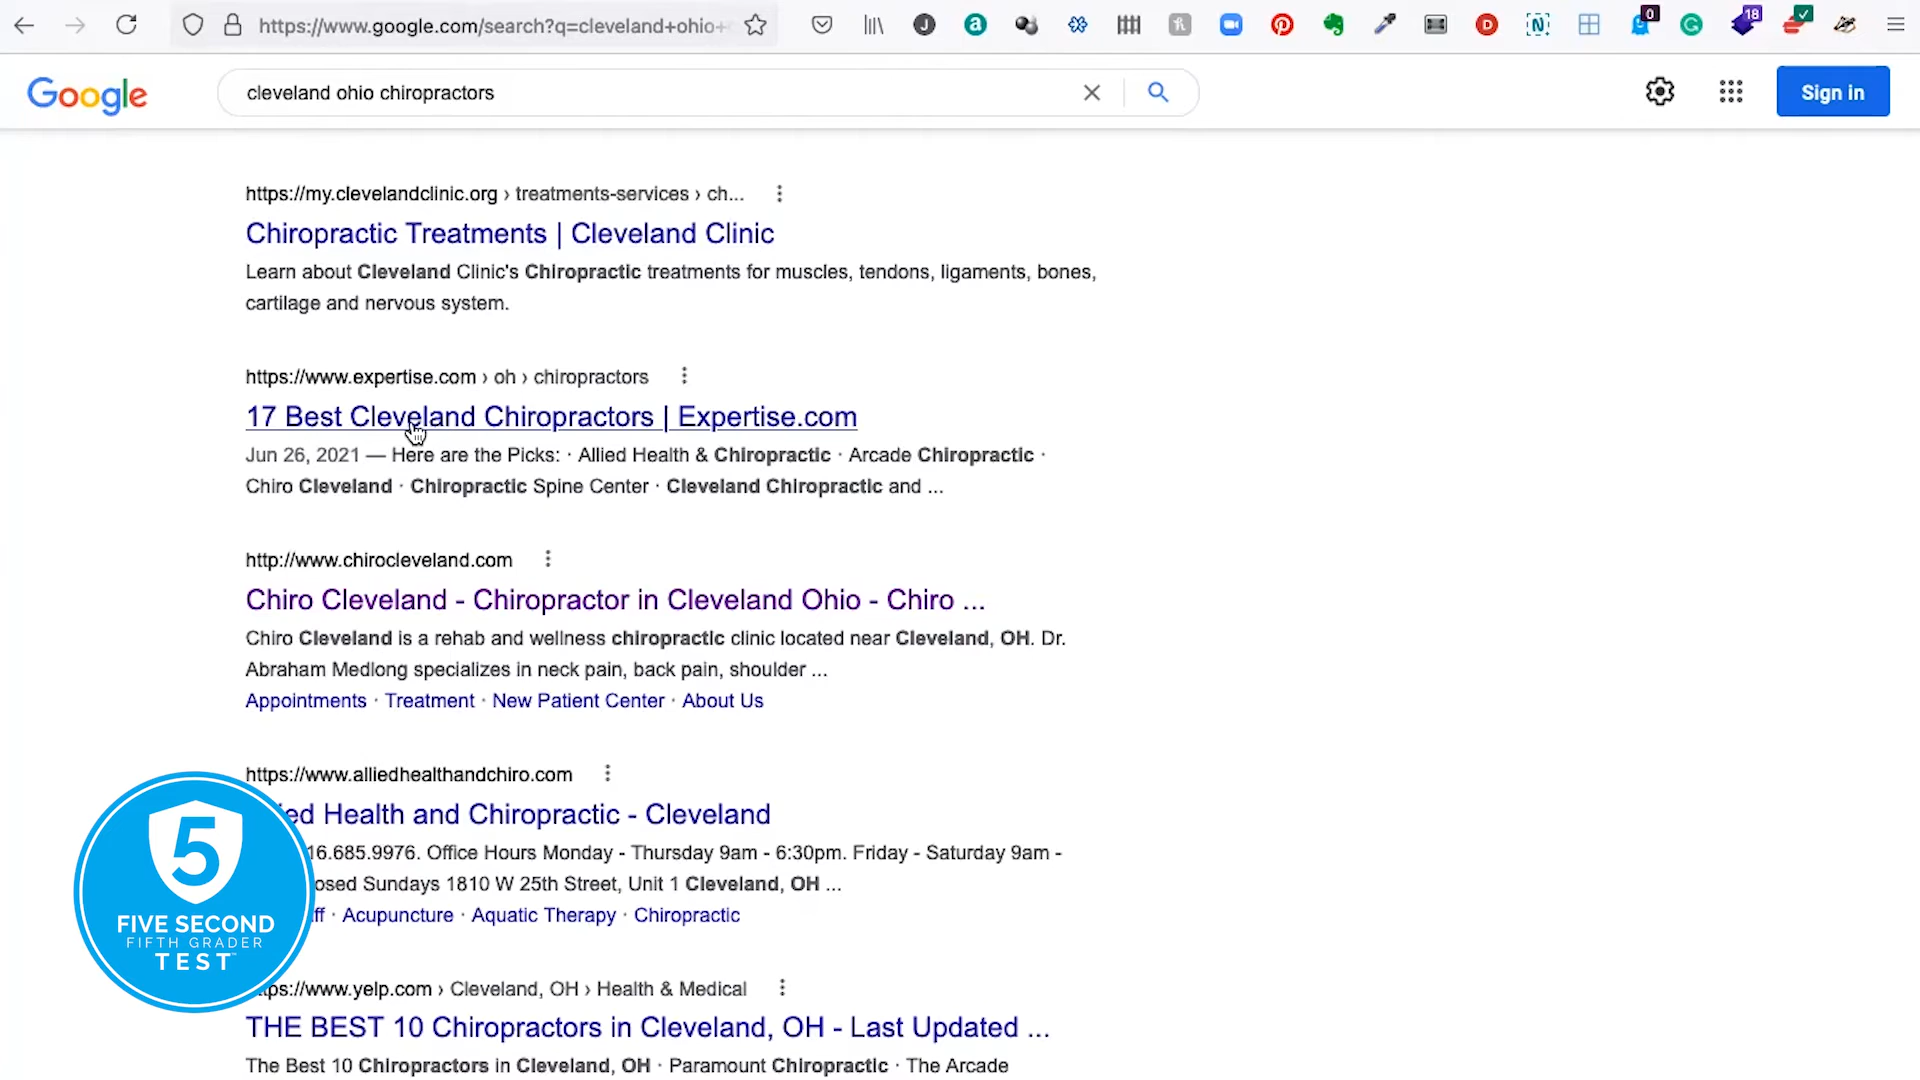 https://www.google.com/search?q=cleveland+ohio+
0
18
Google
cleveland ohio chiropractors
Sign in
https://my.clevelandclinic.org › treatments-services › ch...
Chiropractic Treatments | Cleveland Clinic
Learn about Cleveland Clinic's Chiropractic treatments for muscles, tendons, ligaments, bones,
cartilage and nervous system.
https://www.expertise.com › oh › chiropractors
17 Best Cleveland Chiropractors | Expertise.com
Jun 26, 2021 — Here are the Picks: · Allied Health & Chiropractic · Arcade Chiropractic ·
Chiro Cleveland · Chiropractic Spine Center · Cleveland Chiropractic and ...
http://www.chirocleveland.com
Chiro Cleveland - Chiropractor in Cleveland Ohio - Chiro ...
Chiro Cleveland is a rehab and wellness chiropractic clinic located near Cleveland, OH. Dr.
Abraham Medlong specializes in neck pain, back pain, shoulder ...
Appointments · Treatment · New Patient Center · About Us
https://www.alliedhealthandchiro.com
ed Health and Chiropractic - Cleveland
16.685.9976. Office Hours Monday - Thursday 9am - 6:30pm. Friday - Saturday 9am -
osed Sundays 1810 W 25th Street, Unit 1 Cleveland, OH ...
ff · Acupuncture · Aquatic Therapy · Chiropractic
5
FIVE SECOND
FIFTH GRADER
TEST™
ps://www.yelp.com › Cleveland, OH › Health & Medical
THE BEST 10 Chiropractors in Cleveland, OH - Last Updated ...
The Best 10 Chiropractors in Cleveland, OH · Paramount Chiropractic · The Arcade